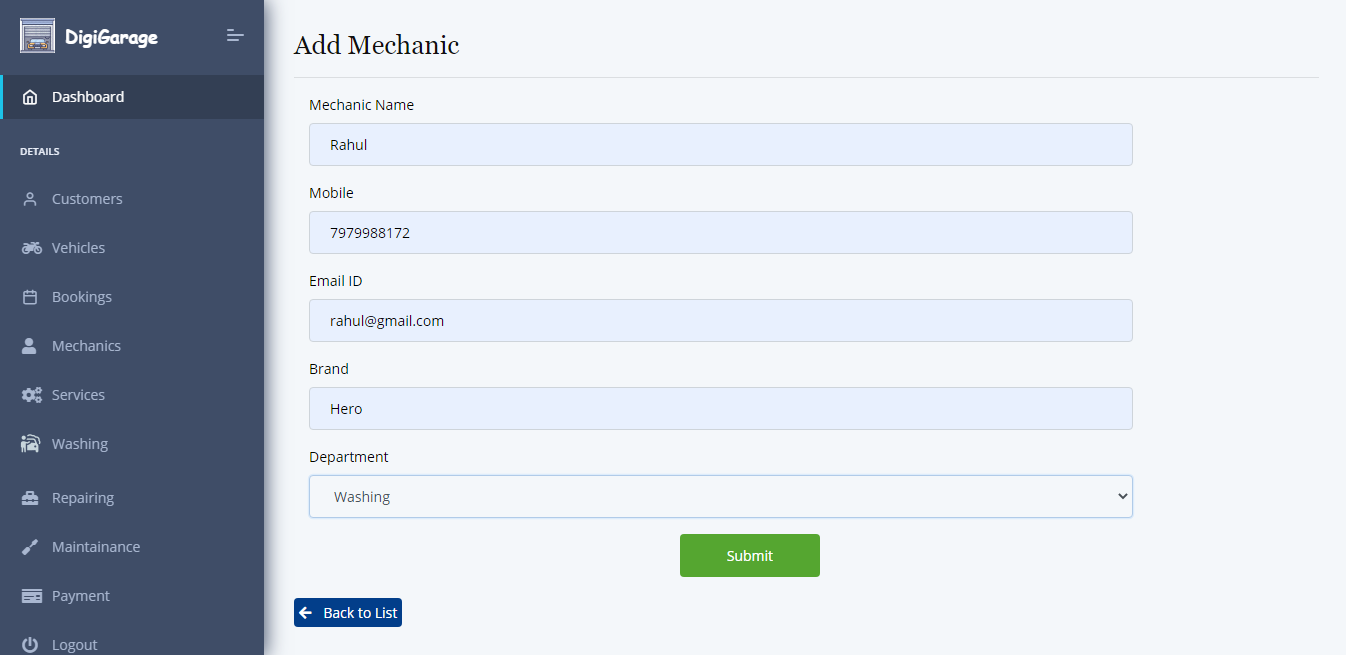 DigiGarage
Dashboard
DETAILS
Customers
Vehicles
Bookings
Mechanics
Services
Washing
Repairing
Maintainance
Payment
Logout
Add Mechanic
Mechanic Name
Rahul
Mobile
7979988172
Email ID
rahul@gmail.com
Brand
Hero
Department
Washing
Submit
Back to List